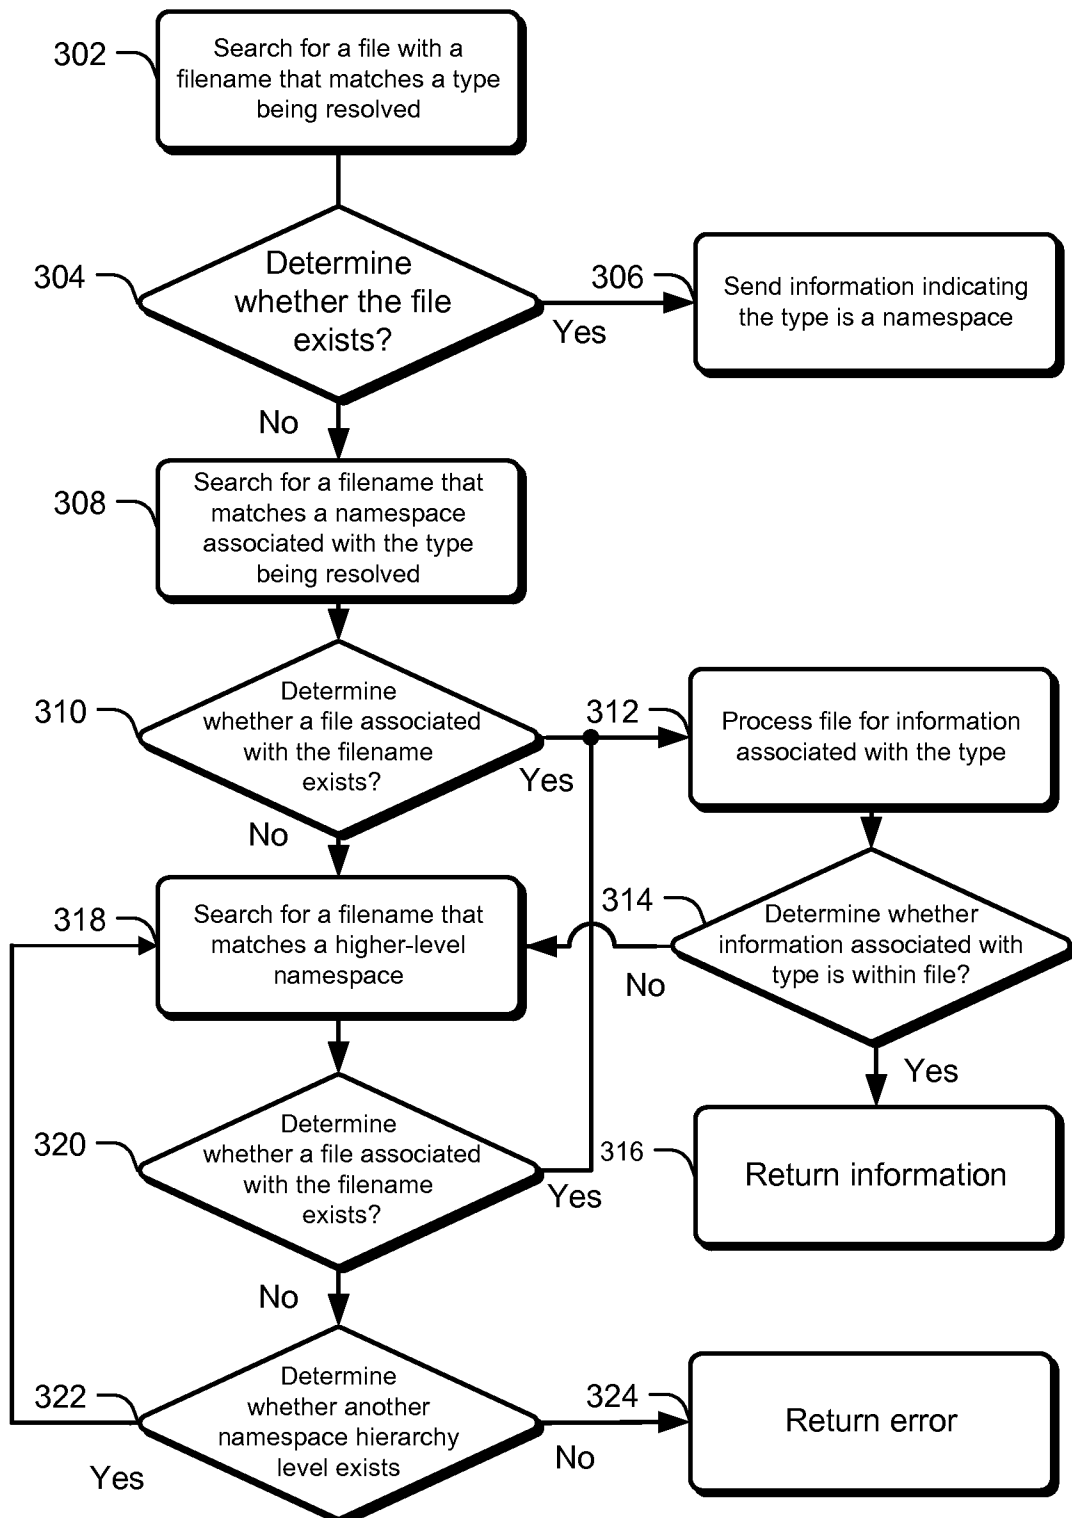 302
Search for a file with a
filename that matches a type
being resolved
304
Determine
whether the file
exists?
Yes
306
Send information indicating
the type is a namespace
No
308
Search for a filename that
matches a namespace
associated with the type
being resolved
310
Determine
whether a file associated
with the filename
exists?
Yes
312
Process file for information
associated with the type
No
314
Determine whether
information associated with
type is within file?
No
Yes
316
Return information
318
Search for a filename that
matches a higher-level
namespace
320
Determine
whether a file associated
with the filename
exists?
Yes
No
322
Determine
whether another
namespace hierarchy
level exists
Yes
No
324
Return error